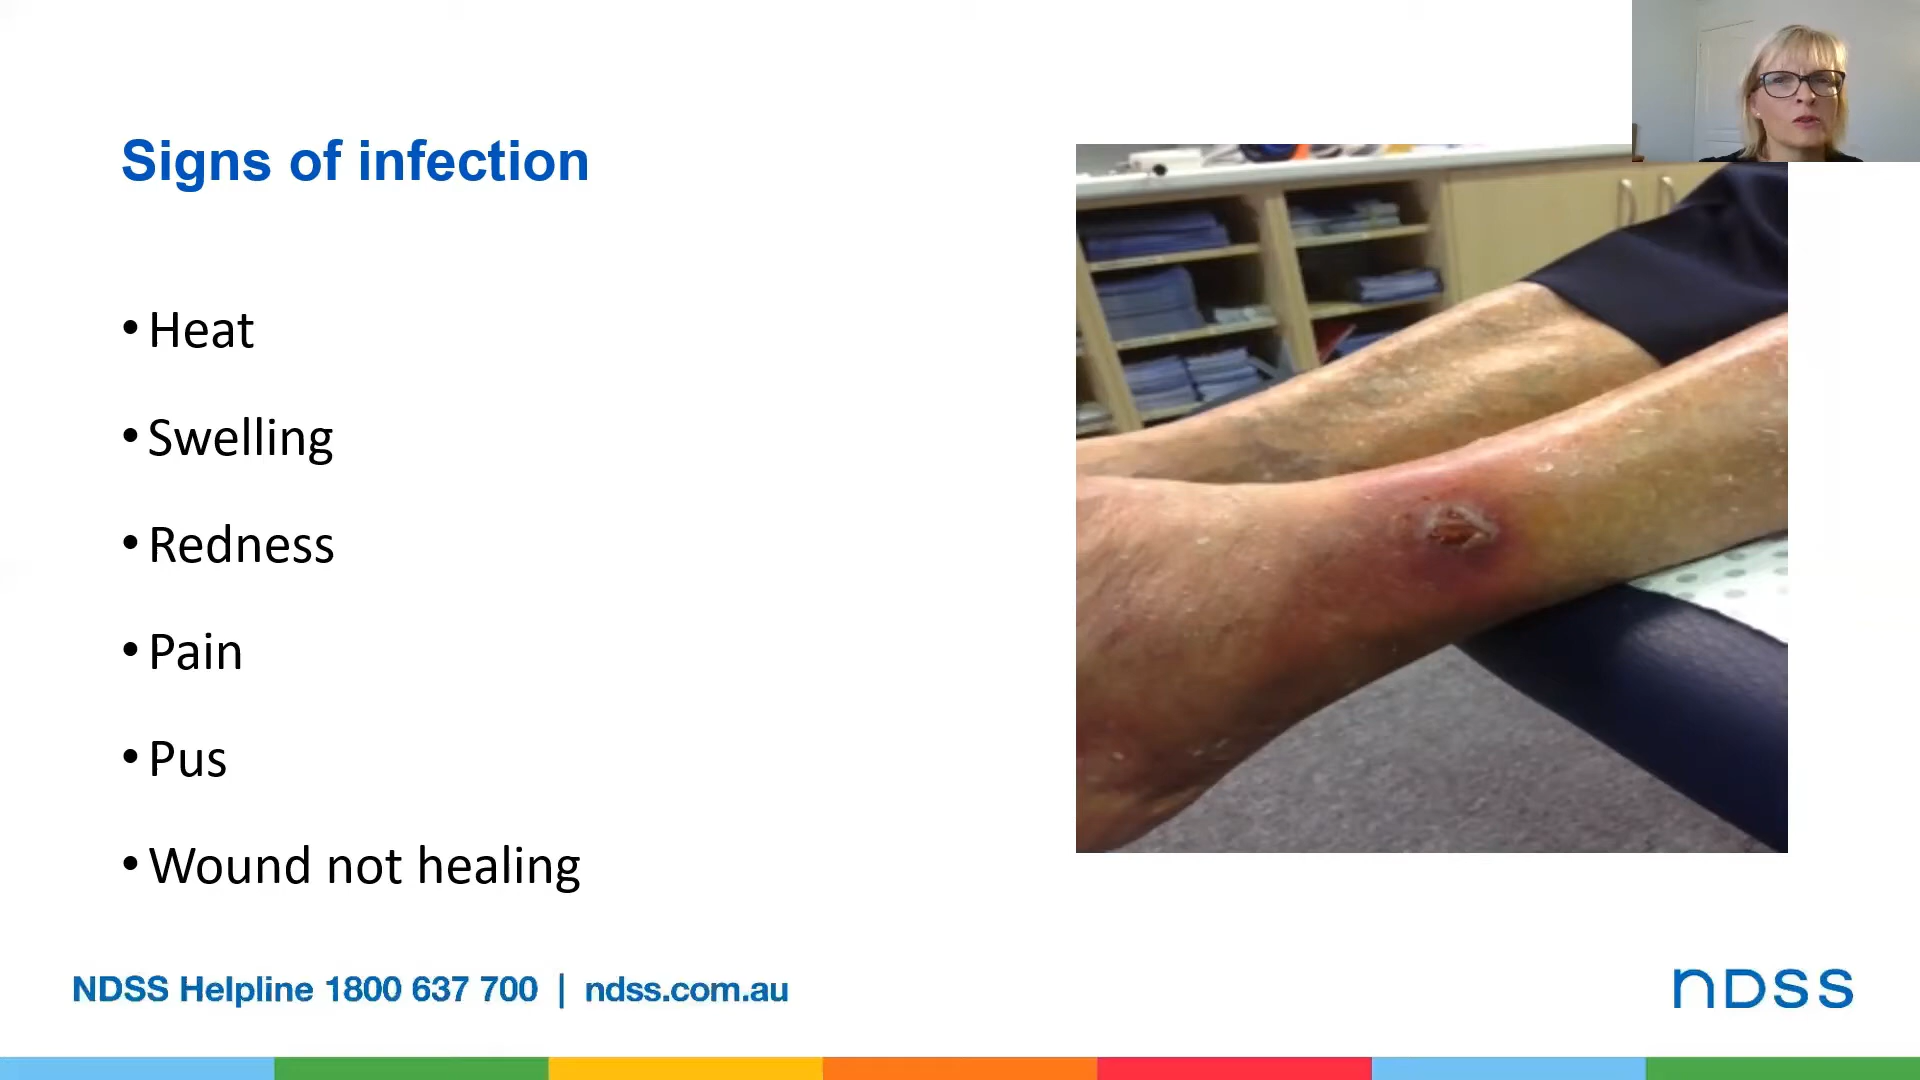 Signs of infection
• Heat
• Swelling
• Redness
• Pain
• Pus
• Wound not healing
NDSS Helpline 1800 637 700 | ndss.com.au
NDSS